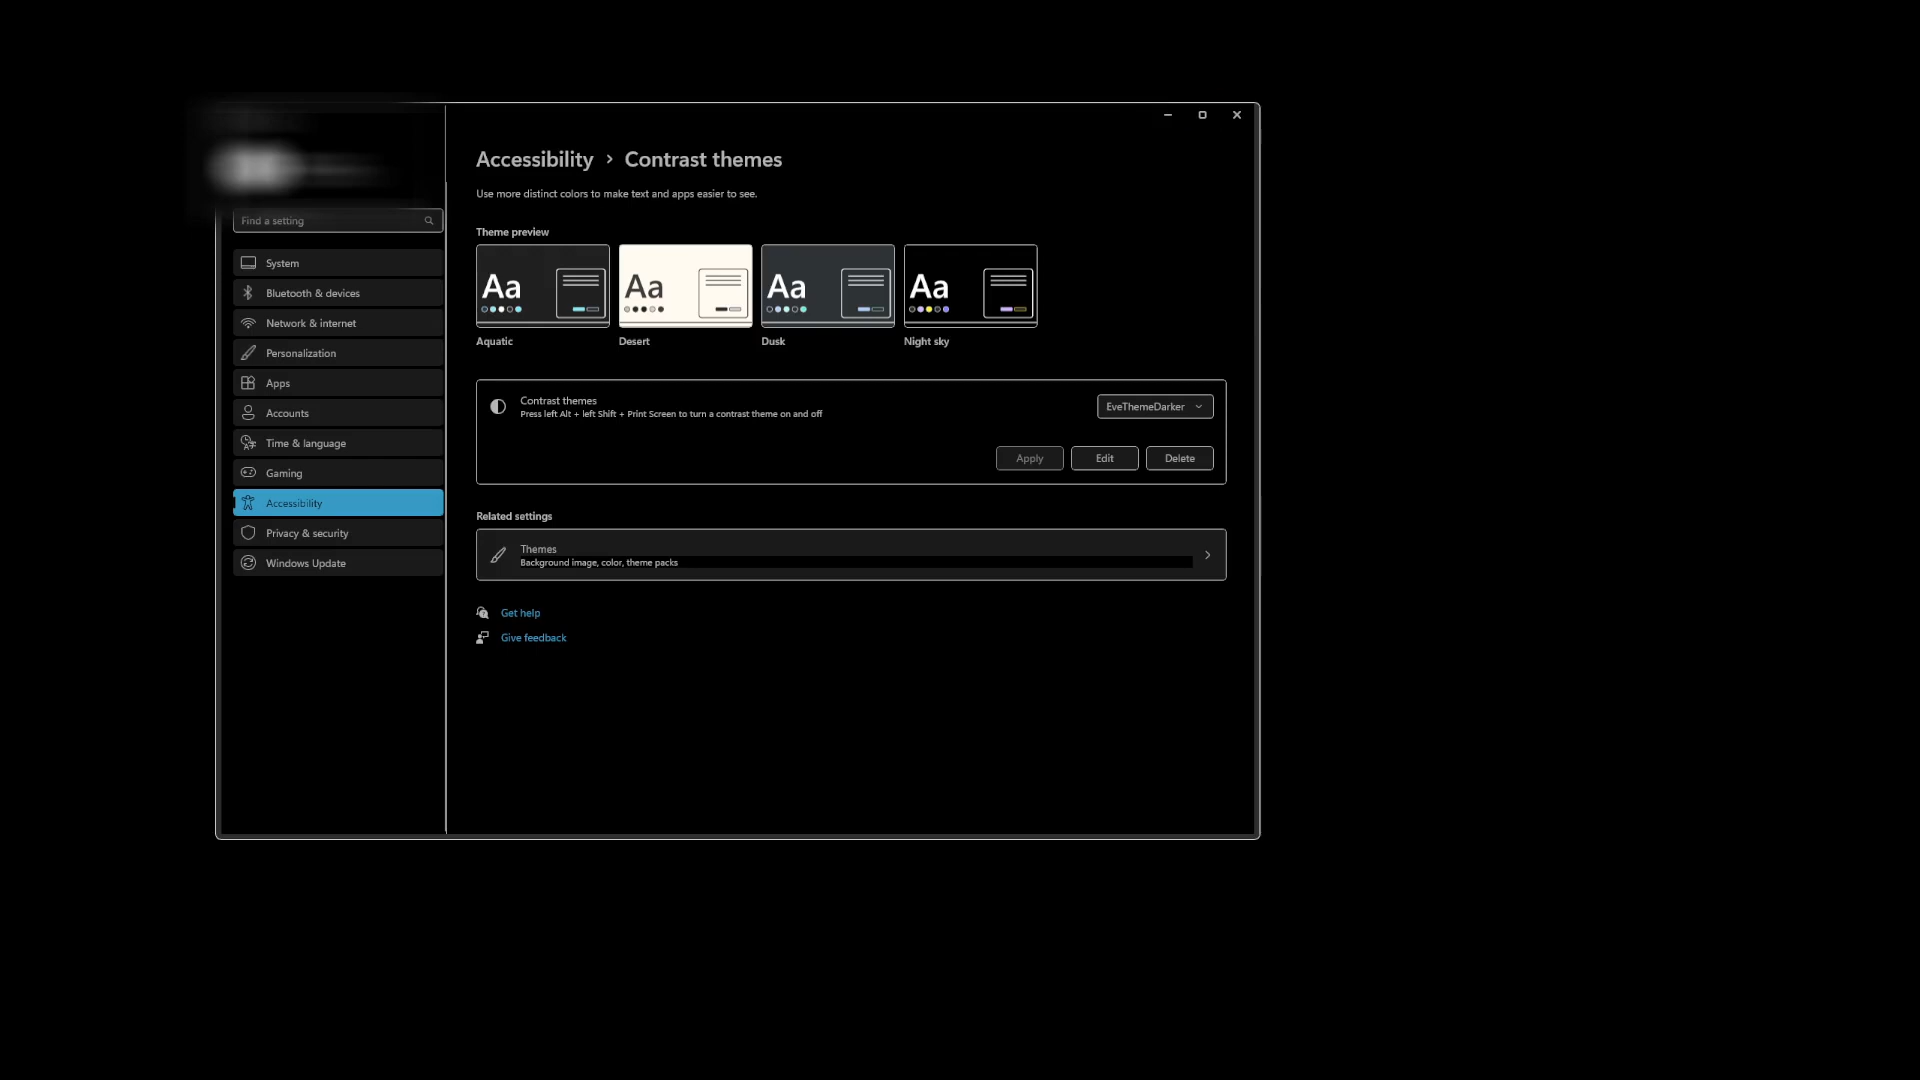 Find a setting
System
Bluetooth & devices
Network & internet
Personalization
Apps
Accounts
Time & language
Gaming
Accessibility
Privacy & security
Windows Update
Accessibility > Contrast themes
Use more distinct colors to make text and apps easier to see.
Theme preview
Aa Aa Aa Aa
Aquatic Desert Dusk Night sky
Contrast themes
Press left Alt + left Shift + Print Screen to turn a contrast theme on and off
EveThemeDarker
Apply Edit Delete
Related settings
Themes
Background image, color, theme packs
Get help
Give feedback